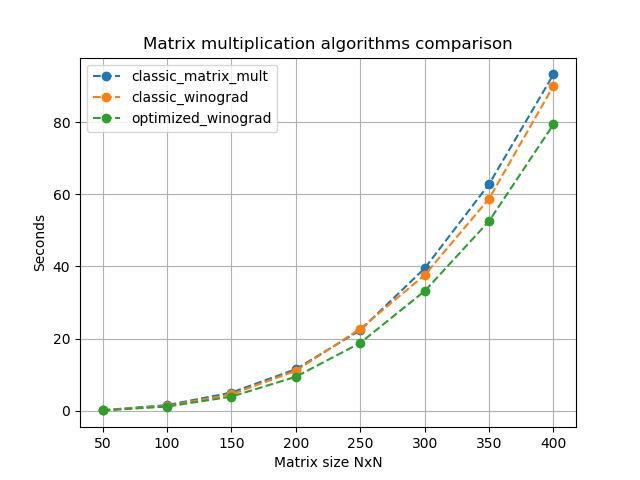 Matrix multiplication algorithms comparison
classic_matrix_mult
classic_winograd
optimized_winograd
80
60
40
20
0
Seconds
50 100 150 200 250 300 350 400
Matrix size NxN